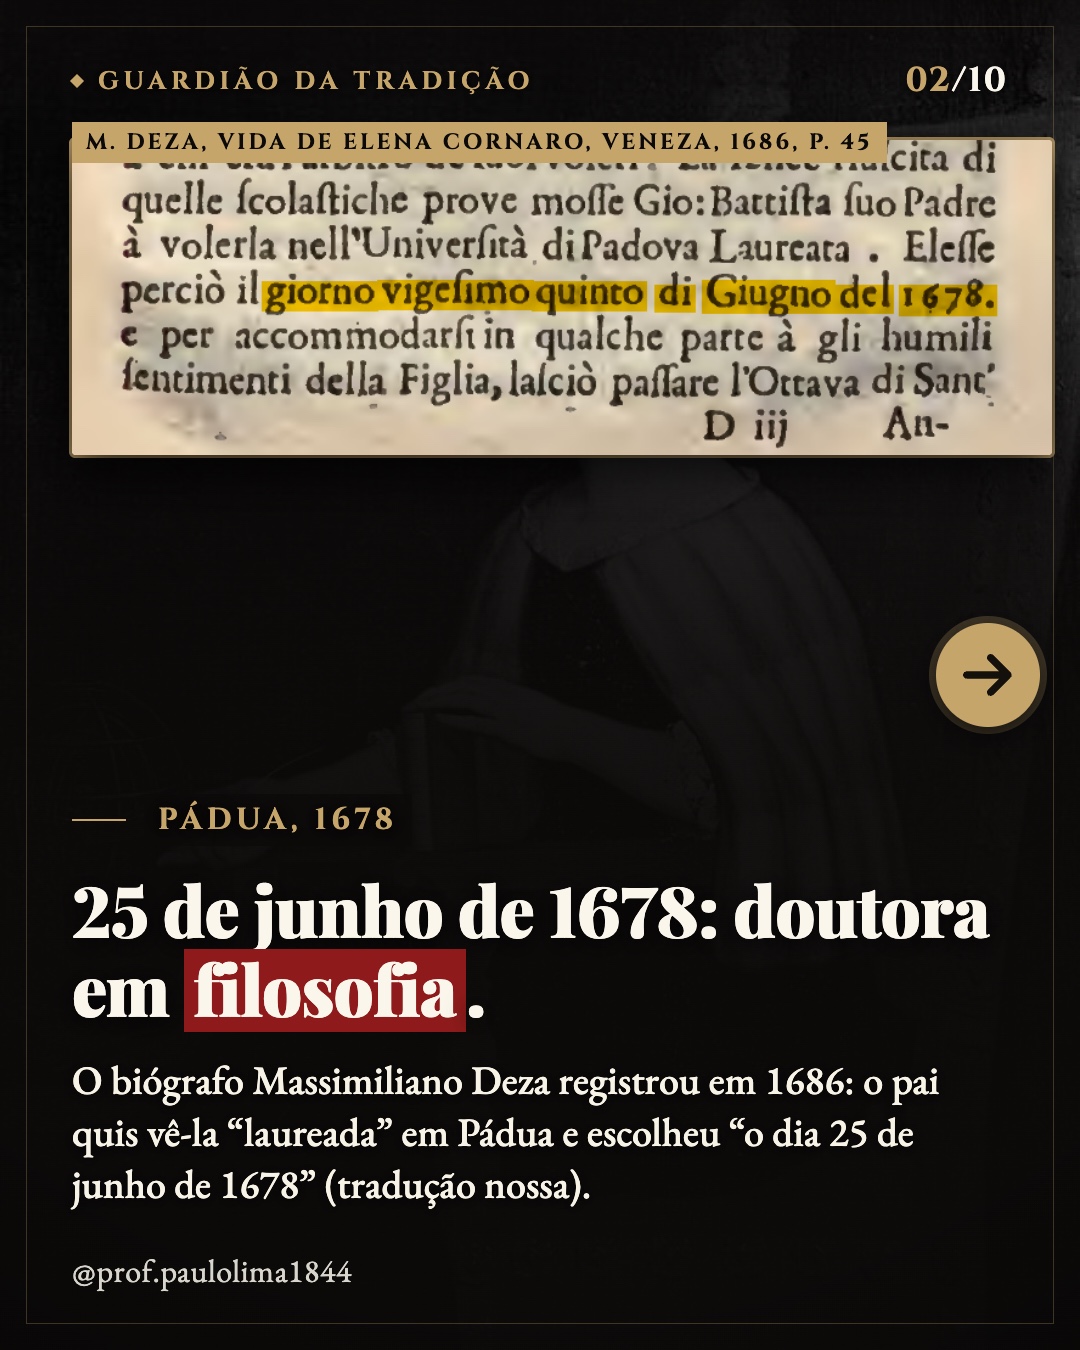 GUARDIÃO DA TRADIÇÃO
02/10
M. DEZA, VIDA DE ELENA CORNARO, VENEZA, 1686, P. 45
di
quelle ſcolaſtiche prove moſſe Gio: Battiſta ſuo Padre
à volerla nell'Univerſità di Padova Laureata . Eleſſe
perciò il giorno vigeſimo quinto di Giugno del 1678.
e per accommodarſi in qualche parte à gli humili
ſentimenti della Figlia, laſciò paſſare l'Ottava di Sant'
D iij An-
PÁDUA, 1678
25 de junho de 1678: doutora
em filosofia.
O biógrafo Massimiliano Deza registrou em 1686: o pai
quis vê-la “laureada” em Pádua e escolheu “o dia 25 de
junho de 1678” (tradução nossa).
@prof.paulolima1844